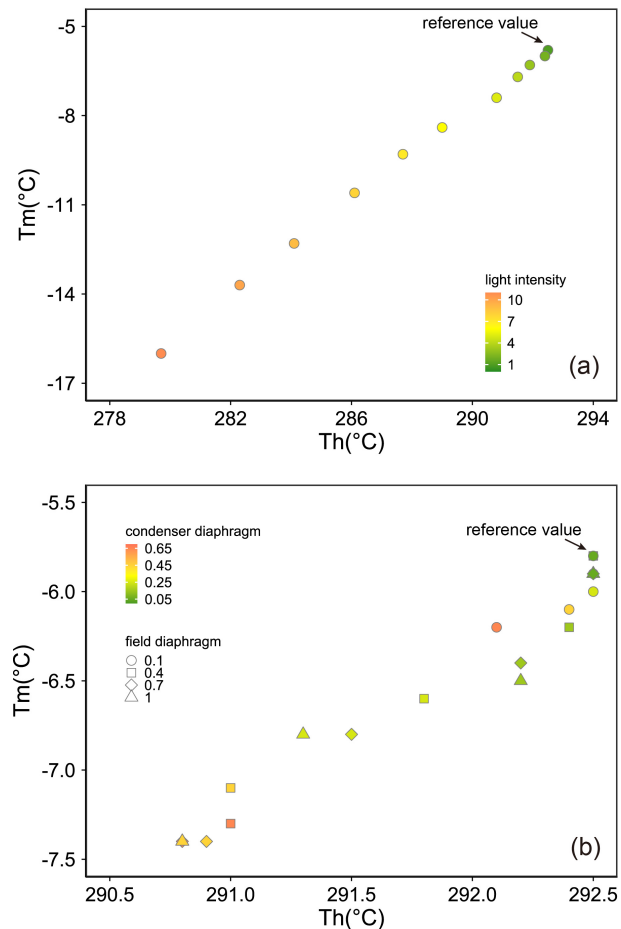 reference value
-5
-8
-11
-14
-17
Tm(°C)
light intensity
10
7
4
1
(a)
278 282 286 290 294
Th(°C)
-5.5
-6.0
-6.5
-7.0
-7.5
Tm(°C)
condenser diaphragm
0.65
0.45
0.25
0.05
reference value
field diaphragm
0.1
0.4
0.7
1
(b)
290.5 291.0 291.5 292.0 292.5
Th(°C)